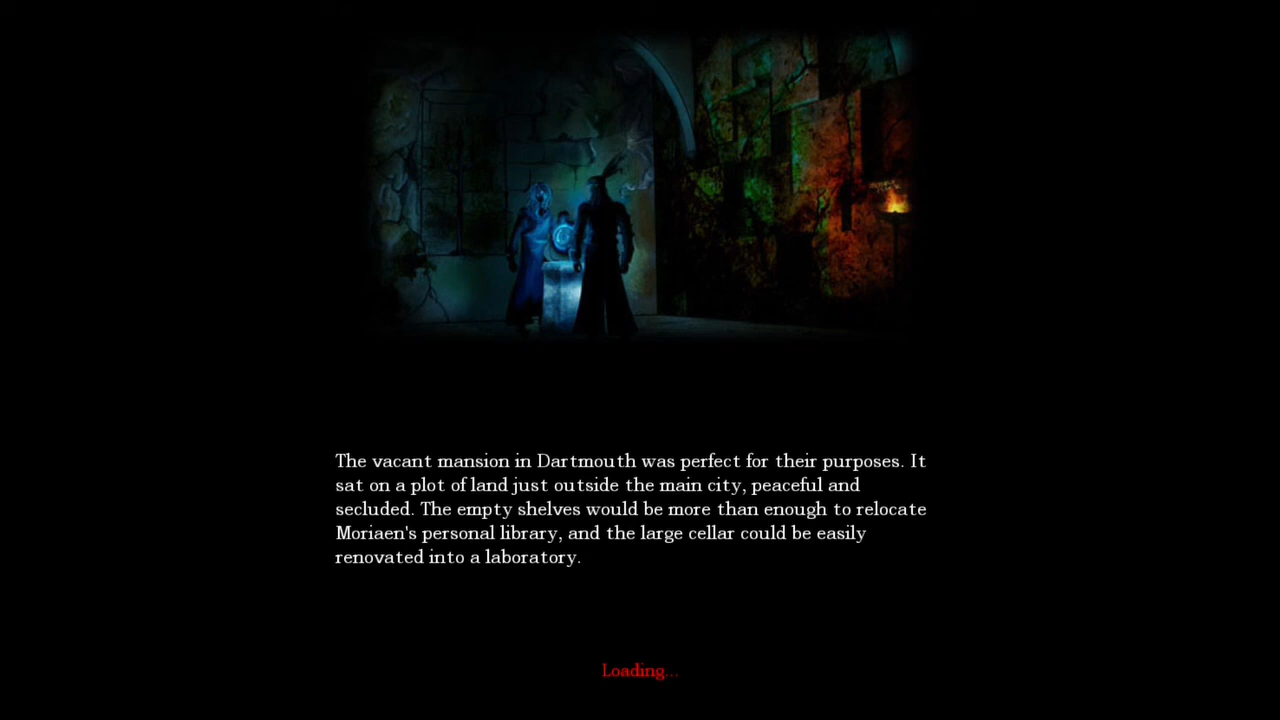 The vacant mansion in Dartmouth was perfect for their purposes. It
sat on a plot of land just outside the main city, peaceful and
secluded. The empty shelves would be more than enough to relocate
Moriaen's personal library, and the large cellar could be easily
renovated into a laboratory.
Loading...